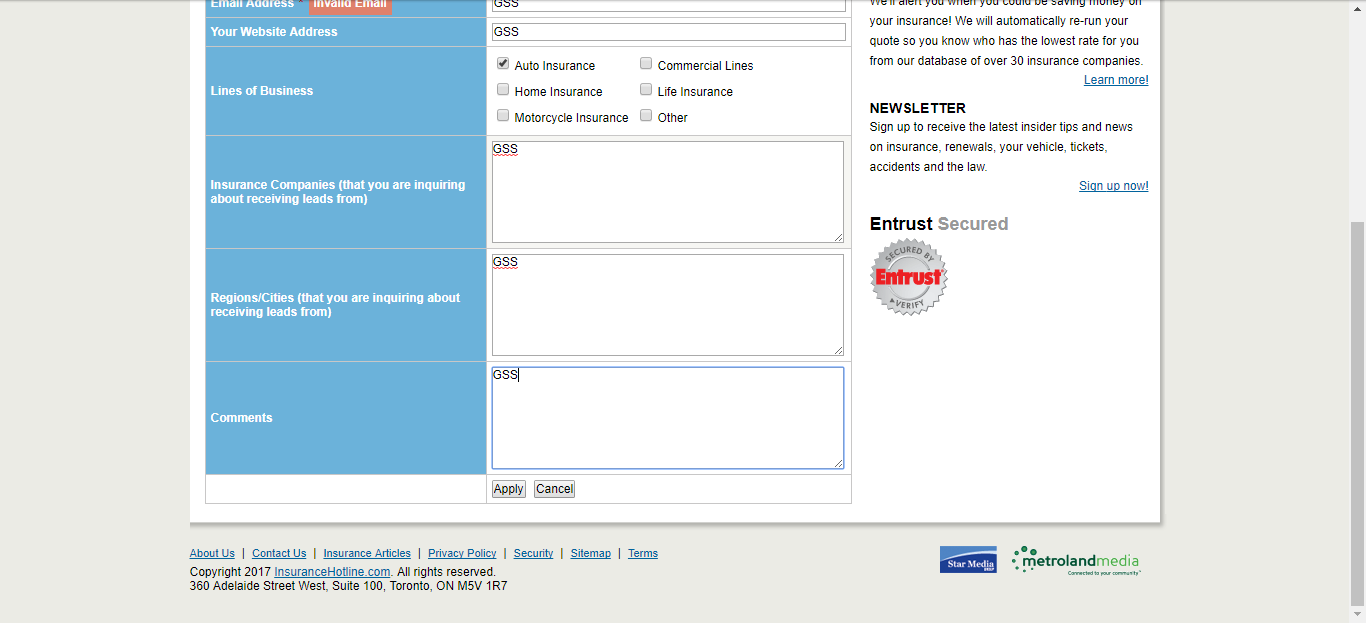 Email Address * Invalid Email
GSS
Your Website Address
GSS
Lines of Business
Auto Insurance
Commercial Lines
Home Insurance
Life Insurance
Motorcycle Insurance
Other
Insurance Companies (that you are inquiring
about receiving leads from)
GSS
Regions/Cities (that you are inquiring about
receiving leads from)
GSS
Comments
GSS
Apply
Cancel
We'll alert you when you could be saving money on
your insurance! We will automatically re-run your
quote so you know who has the lowest rate for you
from our database of over 30 insurance companies.
Learn more!
NEWSLETTER
Sign up to receive the latest insider tips and news
on insurance, renewals, your vehicle, tickets,
accidents and the law.
Sign up now!
Entrust Secured
SECURED BY
Entrust
VERIFY
About Us | Contact Us | Insurance Articles | Privacy Policy | Security | Sitemap | Terms
Copyright 2017 InsuranceHotline.com. All rights reserved.
360 Adelaide Street West, Suite 100, Toronto, ON M5V 1R7
Star Media
GROUP
metrolandmedia
Connected to your community™